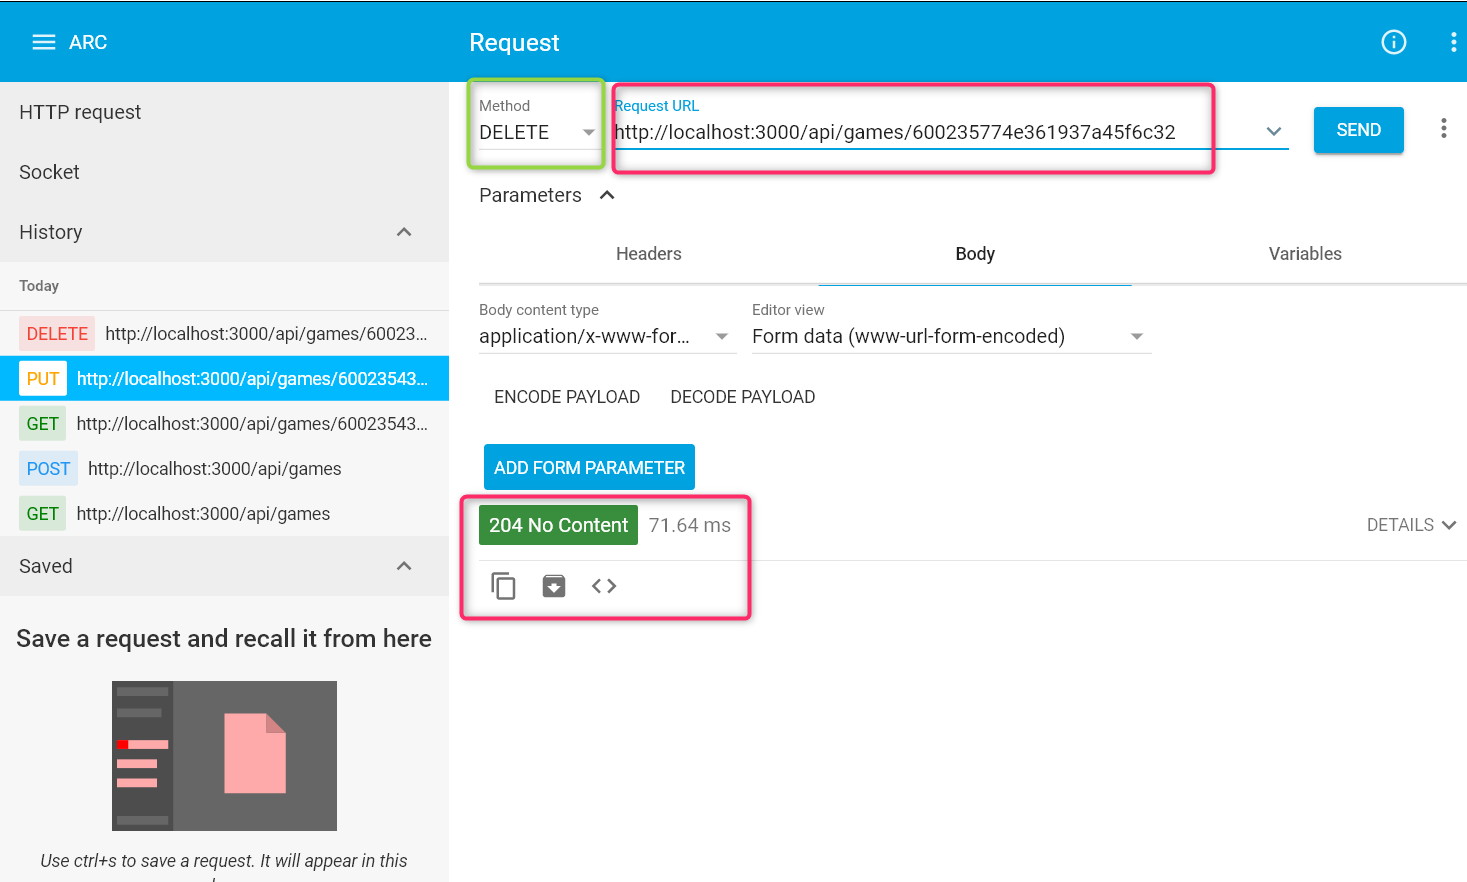 ARC
Request
HTTP request
Socket
History
Today
DELETE http://localhost:3000/api/games/60023...
PUT http://localhost:3000/api/games/60023543...
GET http://localhost:3000/api/games/60023543...
POST http://localhost:3000/api/games
GET http://localhost:3000/api/games
Saved
Save a request and recall it from here
Use ctrl+s to save a request. It will appear in this
Method
DELETE
Request URL
http://localhost:3000/api/games/600235774e361937a45f6c32
SEND
Parameters
Headers Body Variables
Body content type
application/x-www-for...
Editor view
Form data (www-url-form-encoded)
ENCODE PAYLOAD DECODE PAYLOAD
ADD FORM PARAMETER
204 No Content 71.64 ms
DETAILS